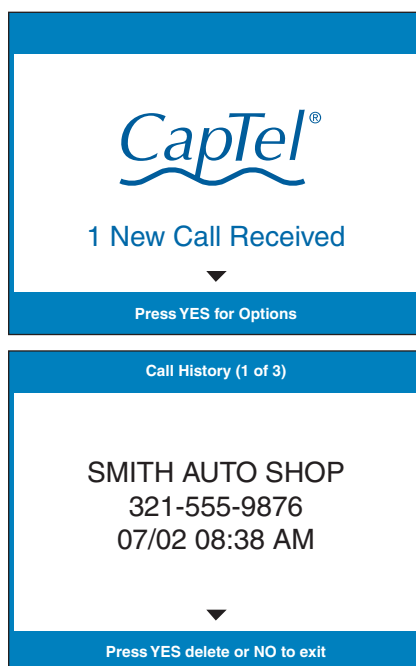 CapTel®
1 New Call Received
Press YES for Options
Call History (1 of 3)
SMITH AUTO SHOP
321-555-9876
07/02 08:38 AM
Press YES delete or NO to exit